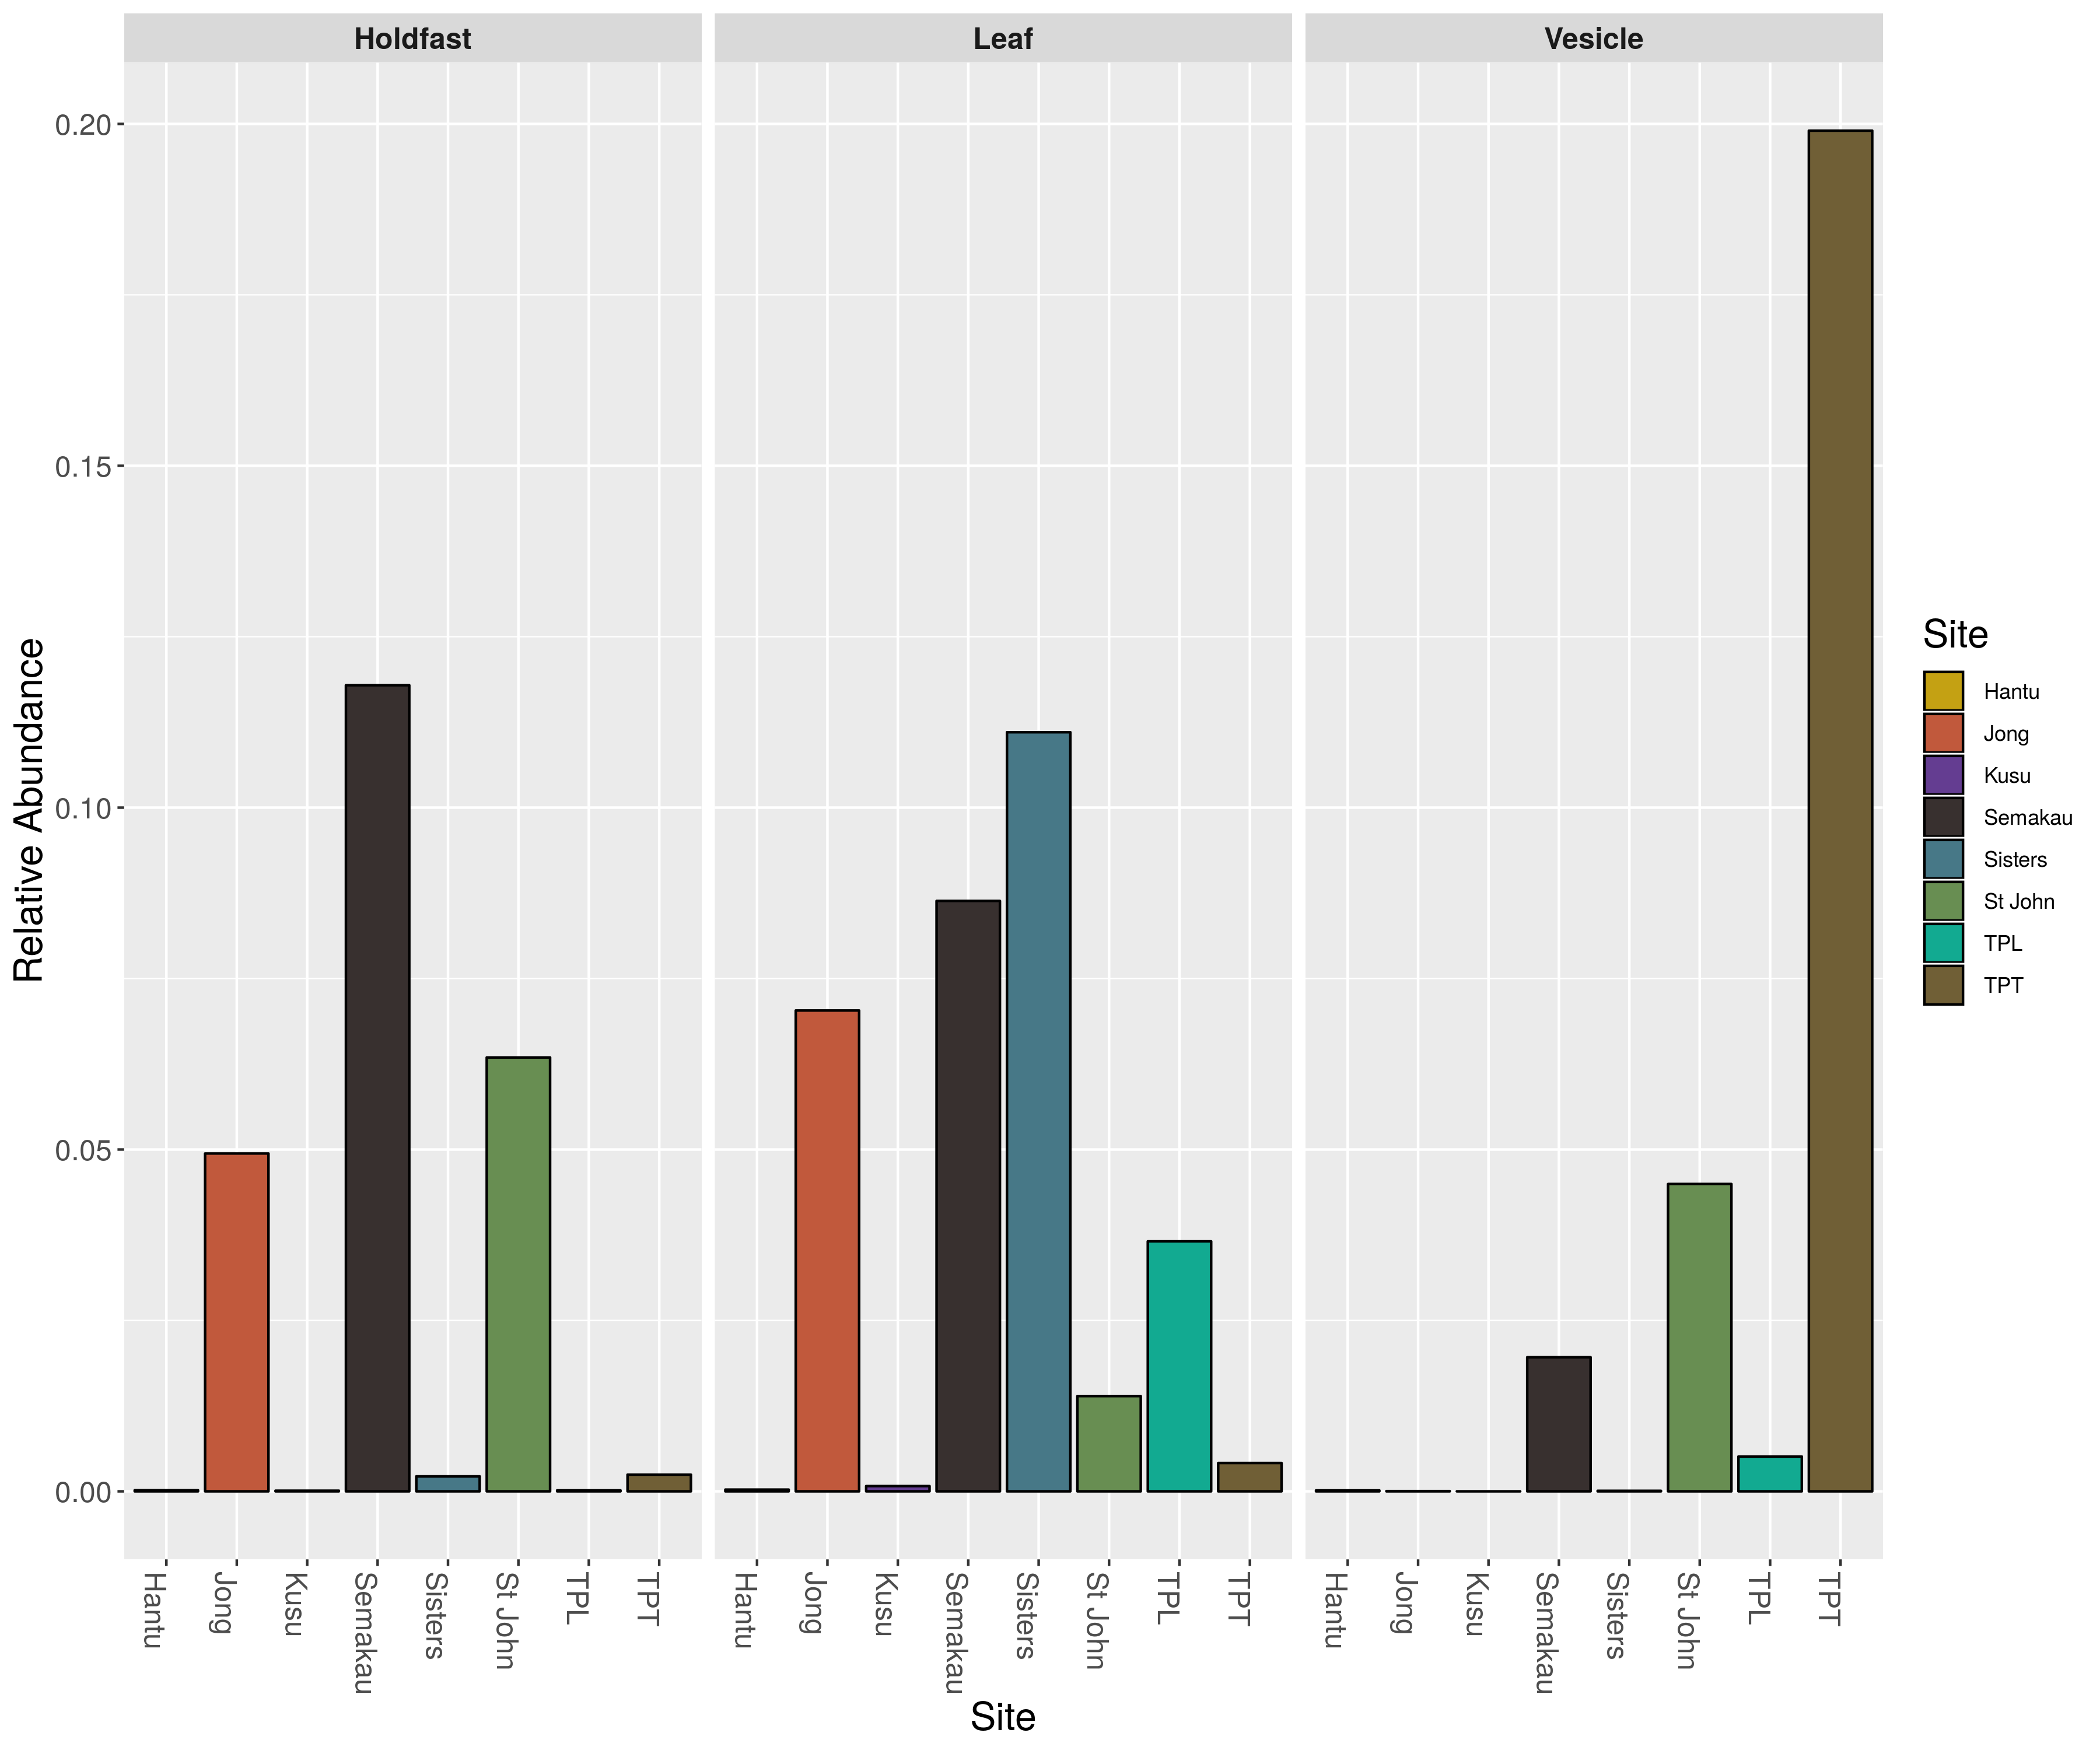 Holdfast Leaf Vesicle
0.20
0.15
0.10
0.05
0.00
Relative Abundance
Hantu Jong Kusu Semakau Sisters St John TPL TPT Hantu Jong Kusu Semakau Sisters St John TPL TPT Hantu Jong Kusu Semakau Sisters St John TPL TPT
Site
Site
Hantu
Jong
Kusu
Semakau
Sisters
St John
TPL
TPT